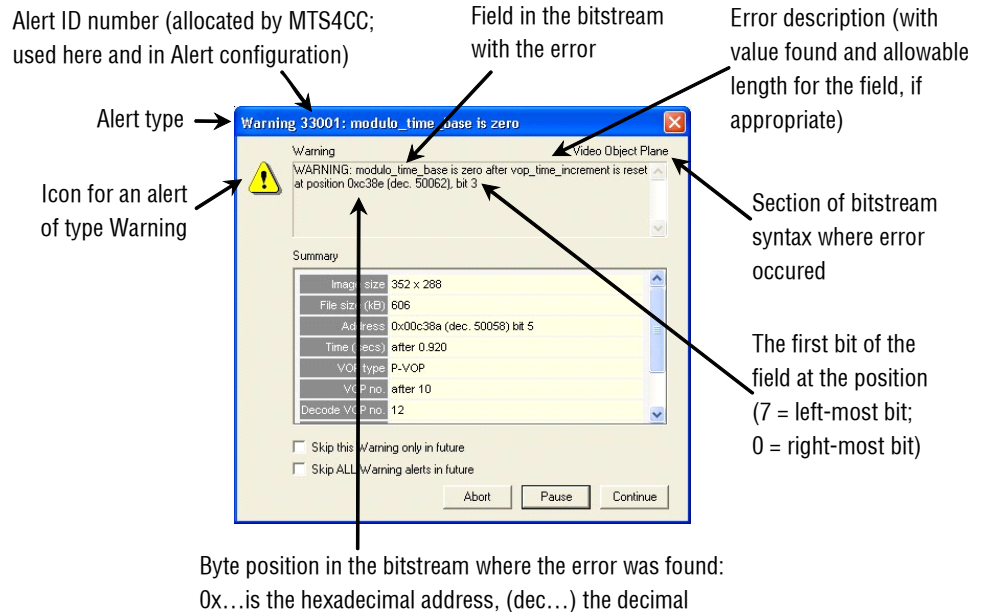 Alert ID number (allocated by MTS4CC;
used here and in Alert configuration)
Field in the bitstream
with the error
Error description (with
value found and allowable
length for the field, if
appropriate)
Alert type
Warning 33001: modulo_time_base is zero
Warning
Video Object Plane
WARNING: modulo_time_base is zero after vop_time_increment is reset
at position 0xc38e (dec. 50062), bit 3
Icon for an alert
of type Warning
Section of bitstream
syntax where error
occured
Summary
Image size 352 x 288
File size (kB) 606
Address 0x00c38a (dec. 50058) bit 5
Time (secs) after 0.920
VOP type P-VOP
VOP no. after 10
Decode VOP no. 12
The first bit of the
field at the position
(7 = left-most bit;
0 = right-most bit)
Skip this Warning only in future
Skip ALL Warning alerts in future
Abort Pause Continue
Byte position in the bitstream where the error was found:
0x…is the hexadecimal address, (dec…) the decimal